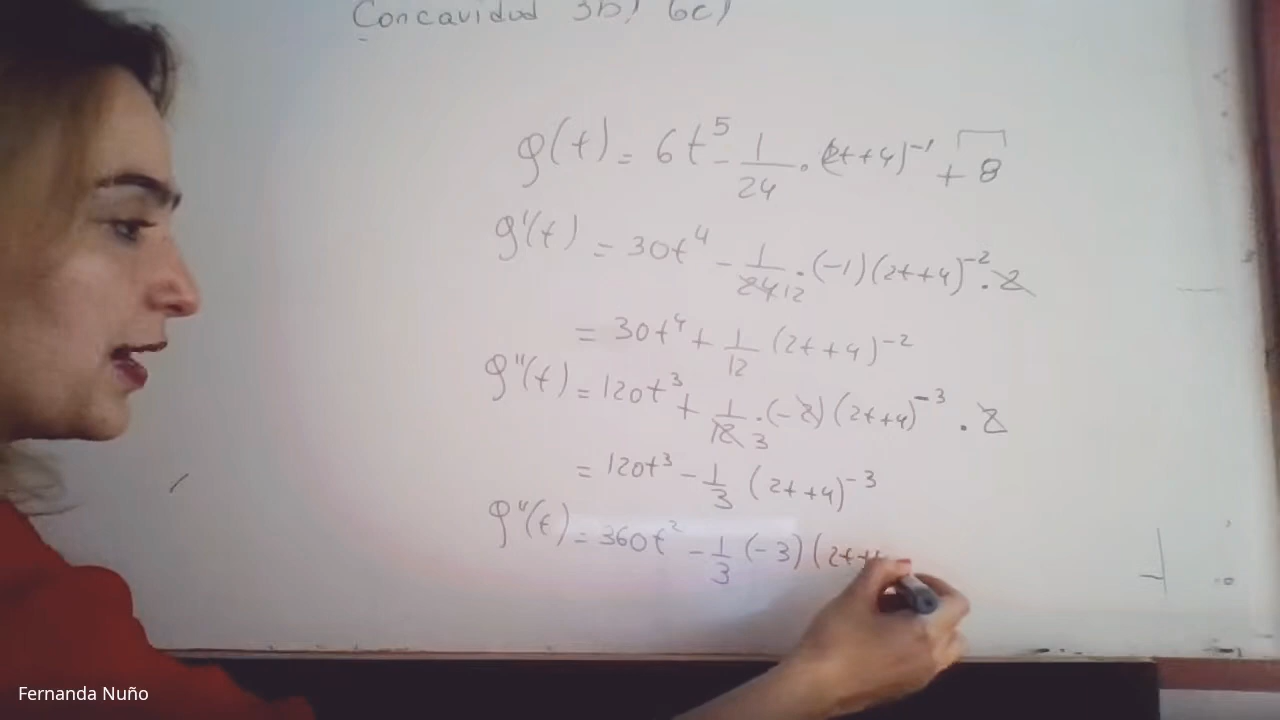 Concavidad 3b) 6c)
g(t) = 6t⁵ - 1/24 · (2t+4)⁻¹ + 8
g'(t) = 30t⁴ - 1/24 12 · (-1)(2t+4)⁻² · 2
= 30t⁴ + 1/12 (2t+4)⁻²
g''(t) = 120t³ + 1/12 3 · (-2)(2t+4)⁻³ · 2
= 120t³ - 1/3 (2t+4)⁻³
g'''(t) = 360t² - 1/3 (-3)(2t+4
Fernanda Nuño